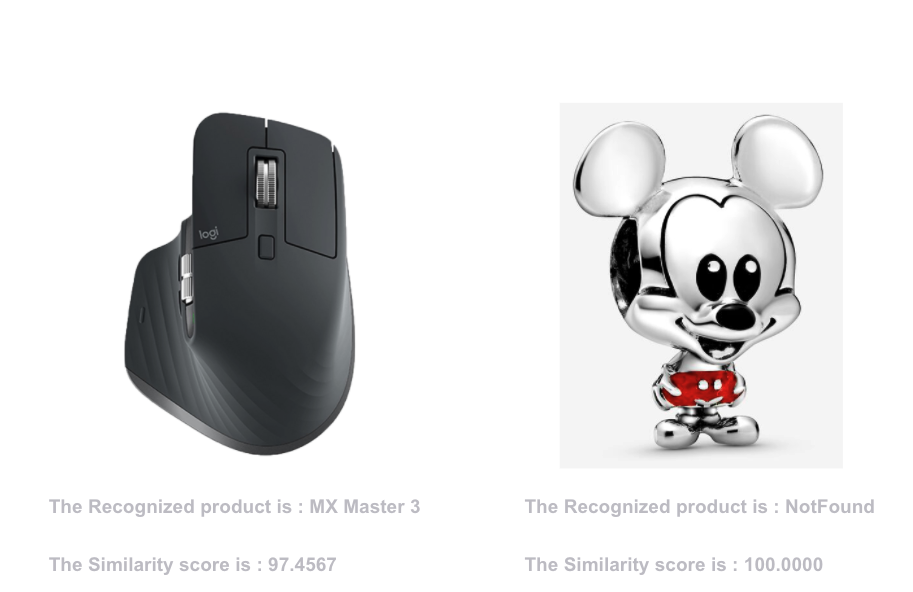 logi
The Recognized product is : MX Master 3
The Similarity score is : 97.4567
The Recognized product is : NotFound
The Similarity score is : 100.0000